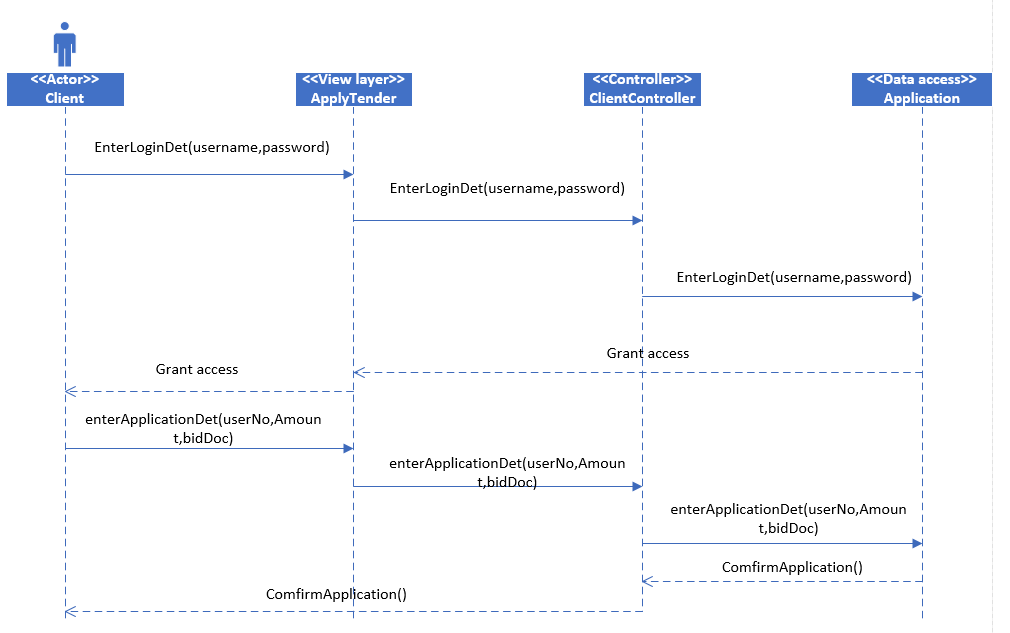 <<Actor>>
Client
<<View layer>>
ApplyTender
<<Controller>>
ClientController
<<Data access>>
Application
EnterLoginDet(username,password)
EnterLoginDet(username,password)
EnterLoginDet(username,password)
Grant access
Grant access
enterApplicationDet(userNo,Amoun
t,bidDoc)
enterApplicationDet(userNo,Amoun
t,bidDoc)
enterApplicationDet(userNo,Amoun
t,bidDoc)
ComfirmApplication()
ComfirmApplication()